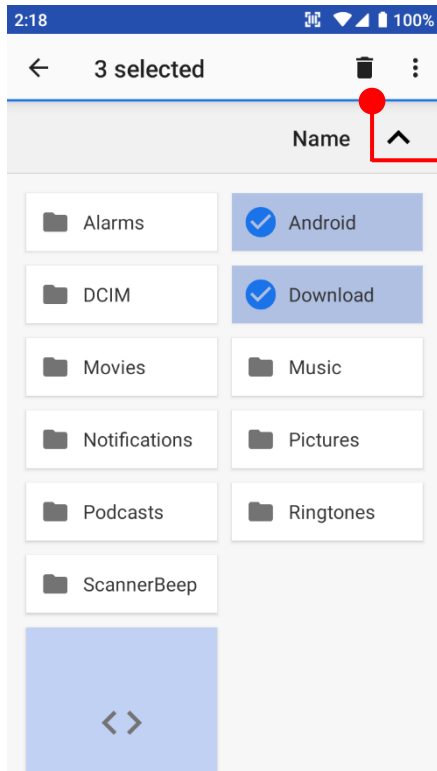 2:18 100%
3 selected
Name
Alarms Android
DCIM Download
Movies Music
Notifications Pictures
Podcasts Ringtones
ScannerBeep